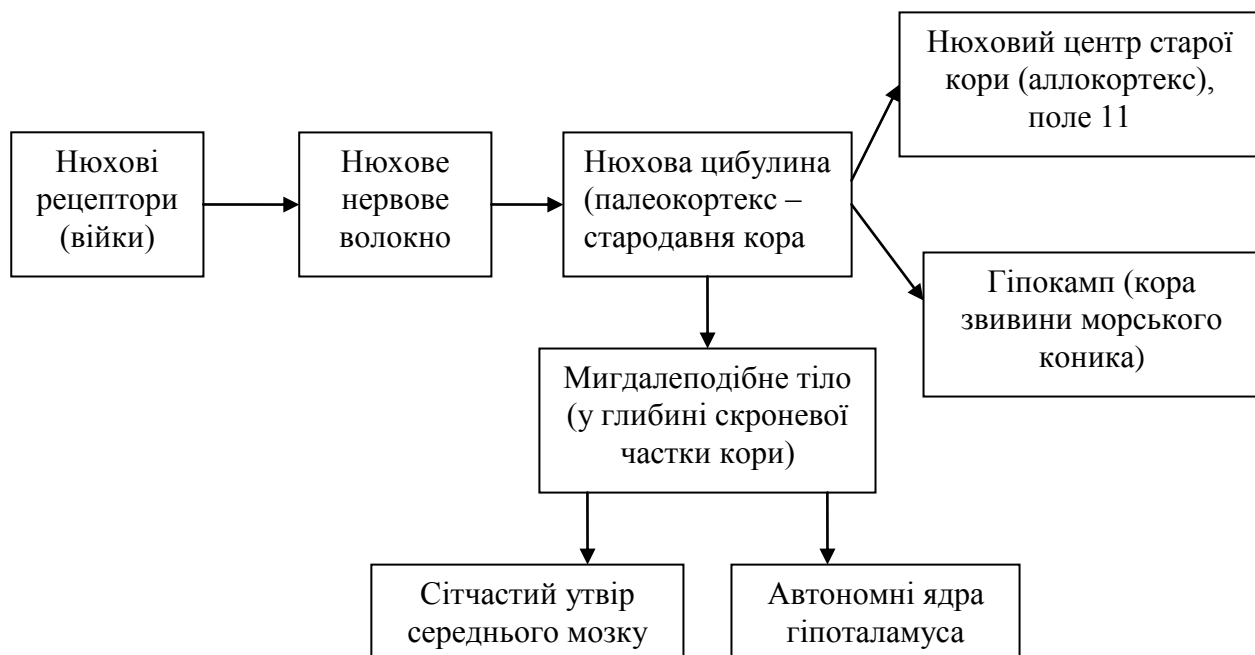 Нюхові
рецептори
(війки)
Нюхове
нервове
волокно
Нюхова цибулина
(палеокортекс –
стародавня кора
Нюховий центр старої
кори (аллокортекс),
поле 11
Гіпокамп (кора
звивини морського
коника)
Мигдалеподібне тіло
(у глибині скроневої
частки кори)
Сітчастий утвір
середнього мозку
Автономні ядра
гіпоталамуса